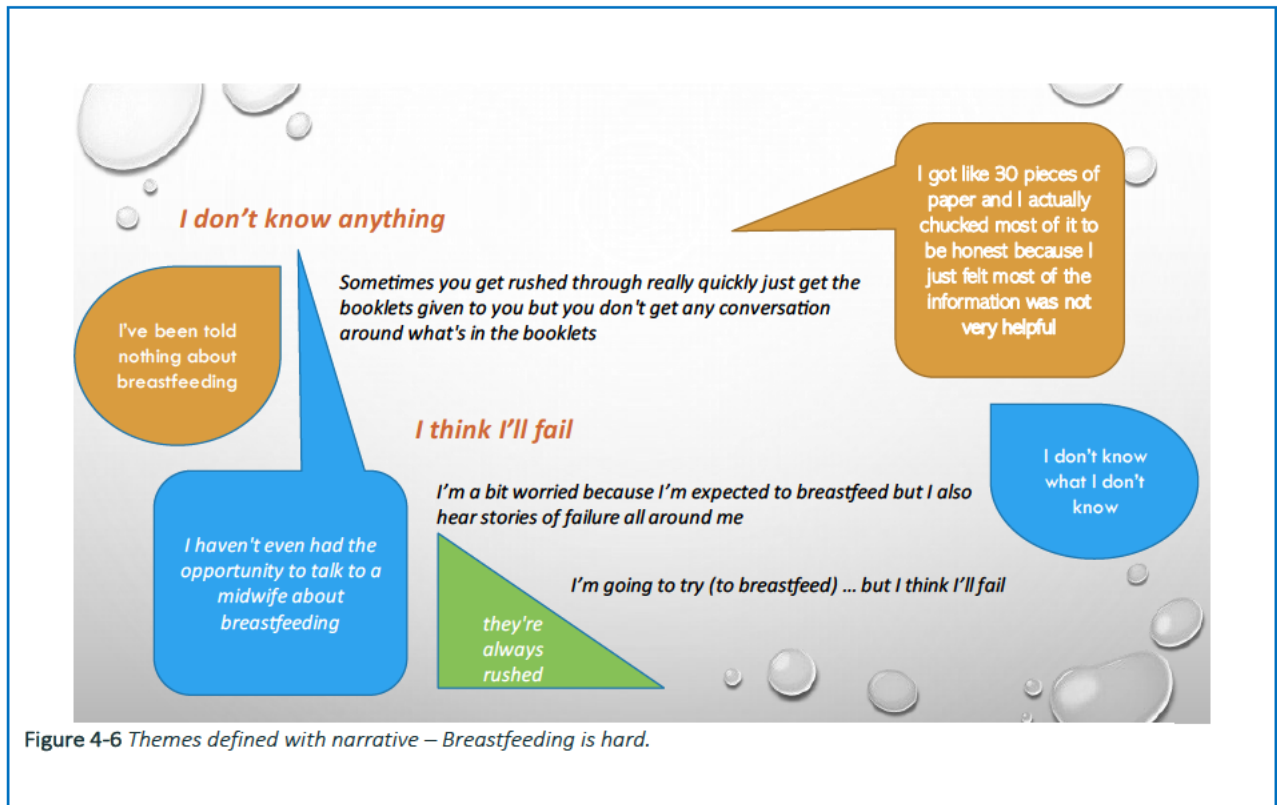 I don't know anything
I've been told
nothing about
breastfeeding
Sometimes you get rushed through really quickly just get the
booklets given to you but you don't get any conversation
around what's in the booklets
I got like 30 pieces of
paper and I actually
chucked most of it to
be honest because I
just felt most of the
information was not
very helpful
I think I'll fail
I'm a bit worried because I'm expected to breastfeed but I also
hear stories of failure all around me
I don't know
what I don't
know
I haven't even had the
opportunity to talk to a
midwife about
breastfeeding
I'm going to try (to breastfeed) ... but I think I'll fail
they're
always
rushed
Figure 4-6 Themes defined with narrative – Breastfeeding is hard.